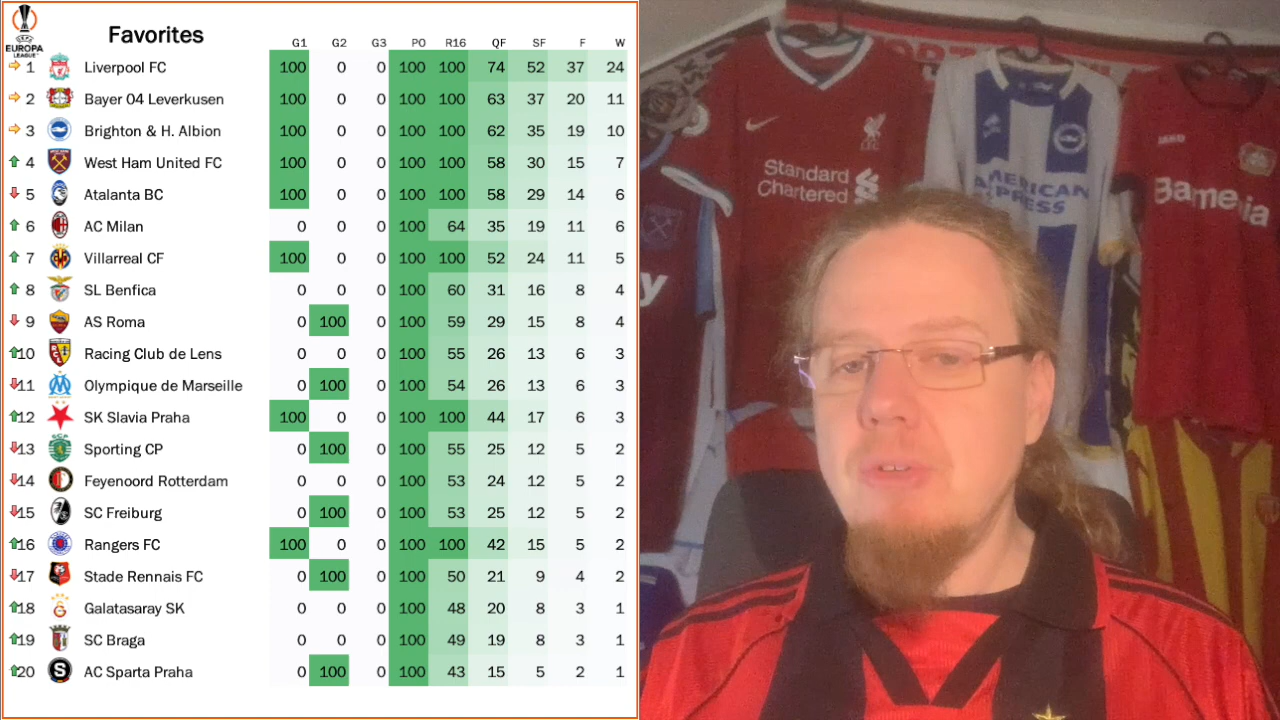 EUROPA
LEAGUE
Favorites
G1 G2 G3 PO R16 QF SF F W
1 Liverpool FC 100 0 0 100 100 74 52 37 24
2 Bayer 04 Leverkusen 100 0 0 100 100 63 37 20 11
3 Brighton & H. Albion 100 0 0 100 100 62 35 19 10
4 West Ham United FC 100 0 0 100 100 58 30 15 7
5 Atalanta BC 100 0 0 100 100 58 29 14 6
6 AC Milan 0 0 0 100 64 35 19 11 6
7 Villarreal CF 100 0 0 100 100 52 24 11 5
8 SL Benfica 0 0 0 100 60 31 16 8 4
9 AS Roma 0 100 0 100 59 29 15 8 4
10 Racing Club de Lens 0 0 0 100 55 26 13 6 3
11 Olympique de Marseille 0 100 0 100 54 26 13 6 3
12 SK Slavia Praha 100 0 0 100 100 44 17 6 3
13 Sporting CP 0 100 0 100 55 25 12 5 2
14 Feyenoord Rotterdam 0 0 0 100 53 24 12 5 2
15 SC Freiburg 0 100 0 100 53 25 12 5 2
16 Rangers FC 100 0 0 100 100 42 15 5 2
17 Stade Rennais FC 0 100 0 100 50 21 9 4 2
18 Galatasaray SK 0 0 0 100 48 20 8 3 1
19 SC Braga 0 0 0 100 49 19 8 3 1
20 AC Sparta Praha 0 100 0 100 43 15 5 2 1
Standard
Chartered
AMERICAN
EXPRESS
JAKO
Barmenia